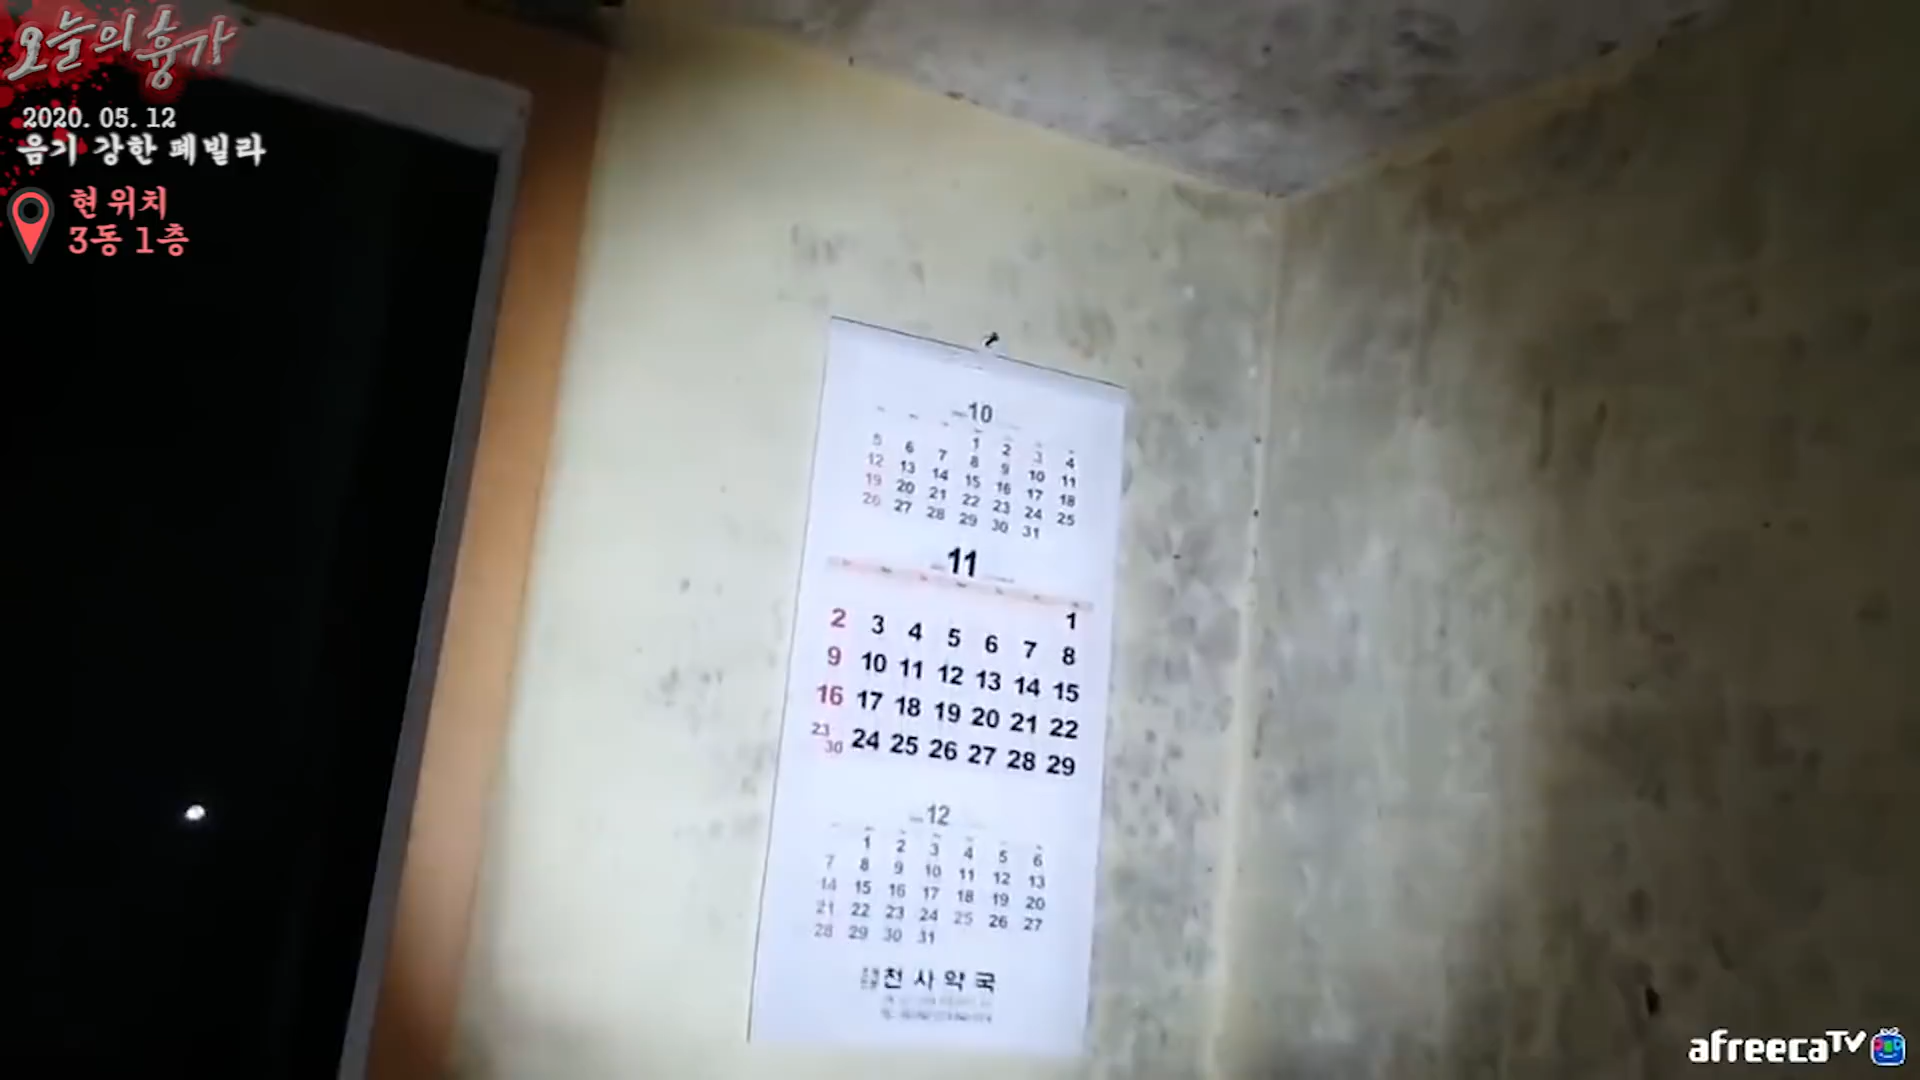 오늘의 흉가
2020. 05. 12
음기 강한 폐빌라
현 위치
3동 1층
10
1 2 3 4
5 6 7 8 9 10 11
12 13 14 15 16 17 18
19 20 21 22 23 24 25
26 27 28 29 30 31
11
1
2 3 4 5 6 7 8
9 10 11 12 13 14 15
16 17 18 19 20 21 22
23 30 24 25 26 27 28 29
12
1 2 3 4 5 6
7 8 9 10 11 12 13
14 15 16 17 18 19 20
21 22 23 24 25 26 27
28 29 30 31
천사약국
afreecaTV